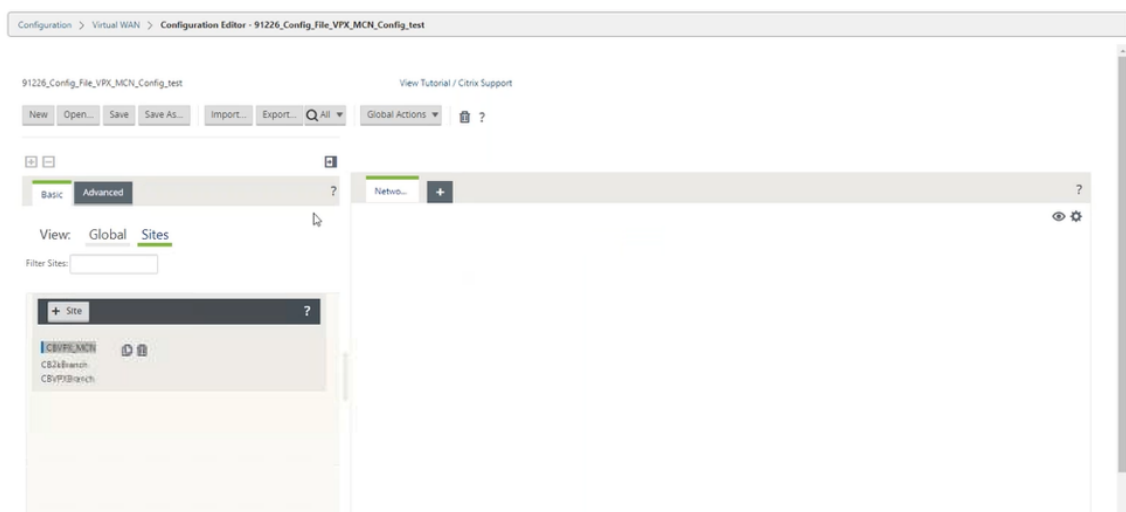 Configuration > Virtual WAN > Configuration Editor - 91226_Config_File_VPX_MCN_Config_test
91226_Config_File_VPX_MCN_Config_test View Tutorial / Citrix Support
New Open... Save Save As... Import... Export... All Global Actions ?
Basic Advanced ? Netwo... + ?
View: Global Sites
Filter Sites:
+ Site ?
CBVPX_MCN
CB2kBranch
CBVPXBranch